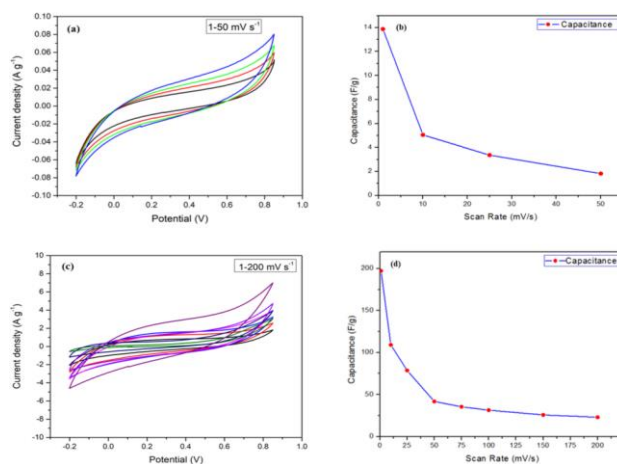 (a)
1-50 mV s⁻¹
0.10
0.08
0.06
0.04
0.02
0.00
-0.02
-0.04
-0.06
-0.08
-0.10
Current density (A g⁻¹)
-0.2 0.0 0.2 0.4 0.6 0.8 1.0
Potential (V)
(b)
Capacitance
14
12
10
8
6
4
2
0
Capacitance (F/g)
0 10 20 30 40 50
Scan Rate (mV/s)
(c)
1-200 mV s⁻¹
10
8
6
4
2
0
-2
-4
-6
-8
-10
Current density (A g⁻¹)
-0.2 0.0 0.2 0.4 0.6 0.8 1.0
Potential (V)
(d)
Capacitance
200
150
100
50
0
Capacitance (F/g)
0 25 50 75 100 125 150 175 200
Scan Rate (mV/s)